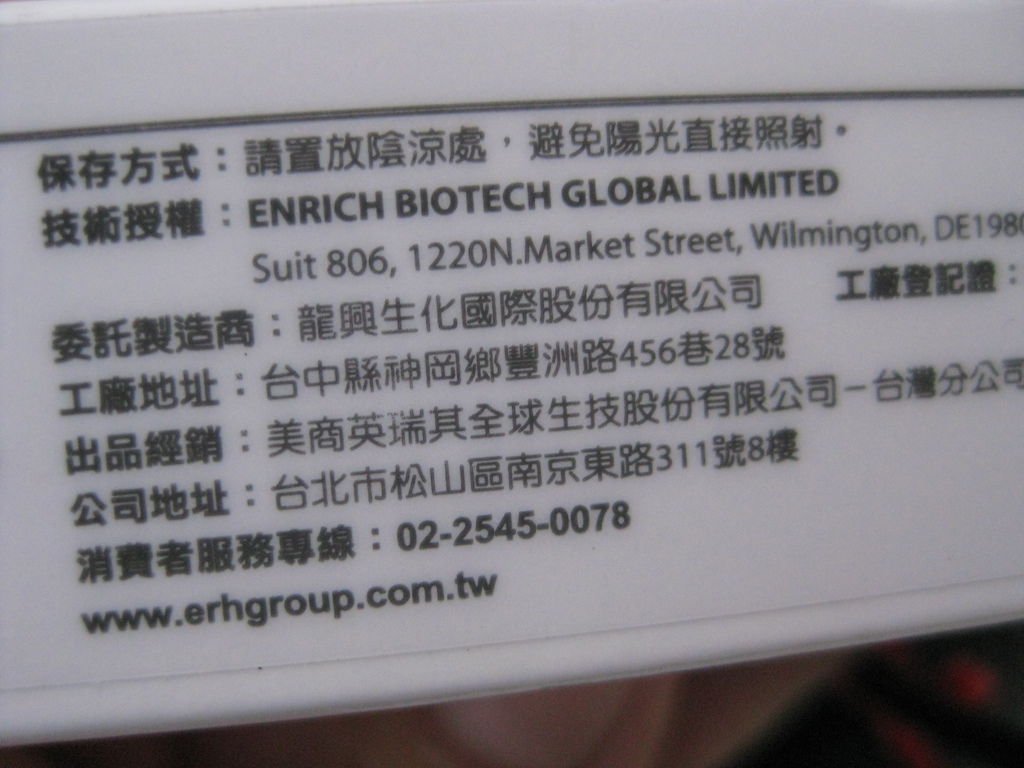 保存方式：請置放陰涼處，避免陽光直接照射。
技術授權：ENRICH BIOTECH GLOBAL LIMITED
Suit 806, 1220N.Market Street, Wilmington, DE1980
委託製造商：龍興生化國際股份有限公司 工廠登記證：
工廠地址：台中縣神岡鄉豐洲路456巷28號
出品經銷：美商英瑞其全球生技股份有限公司－台灣分公司
公司地址：台北市松山區南京東路311號8樓
消費者服務專線：02-2545-0078
www.erhgroup.com.tw